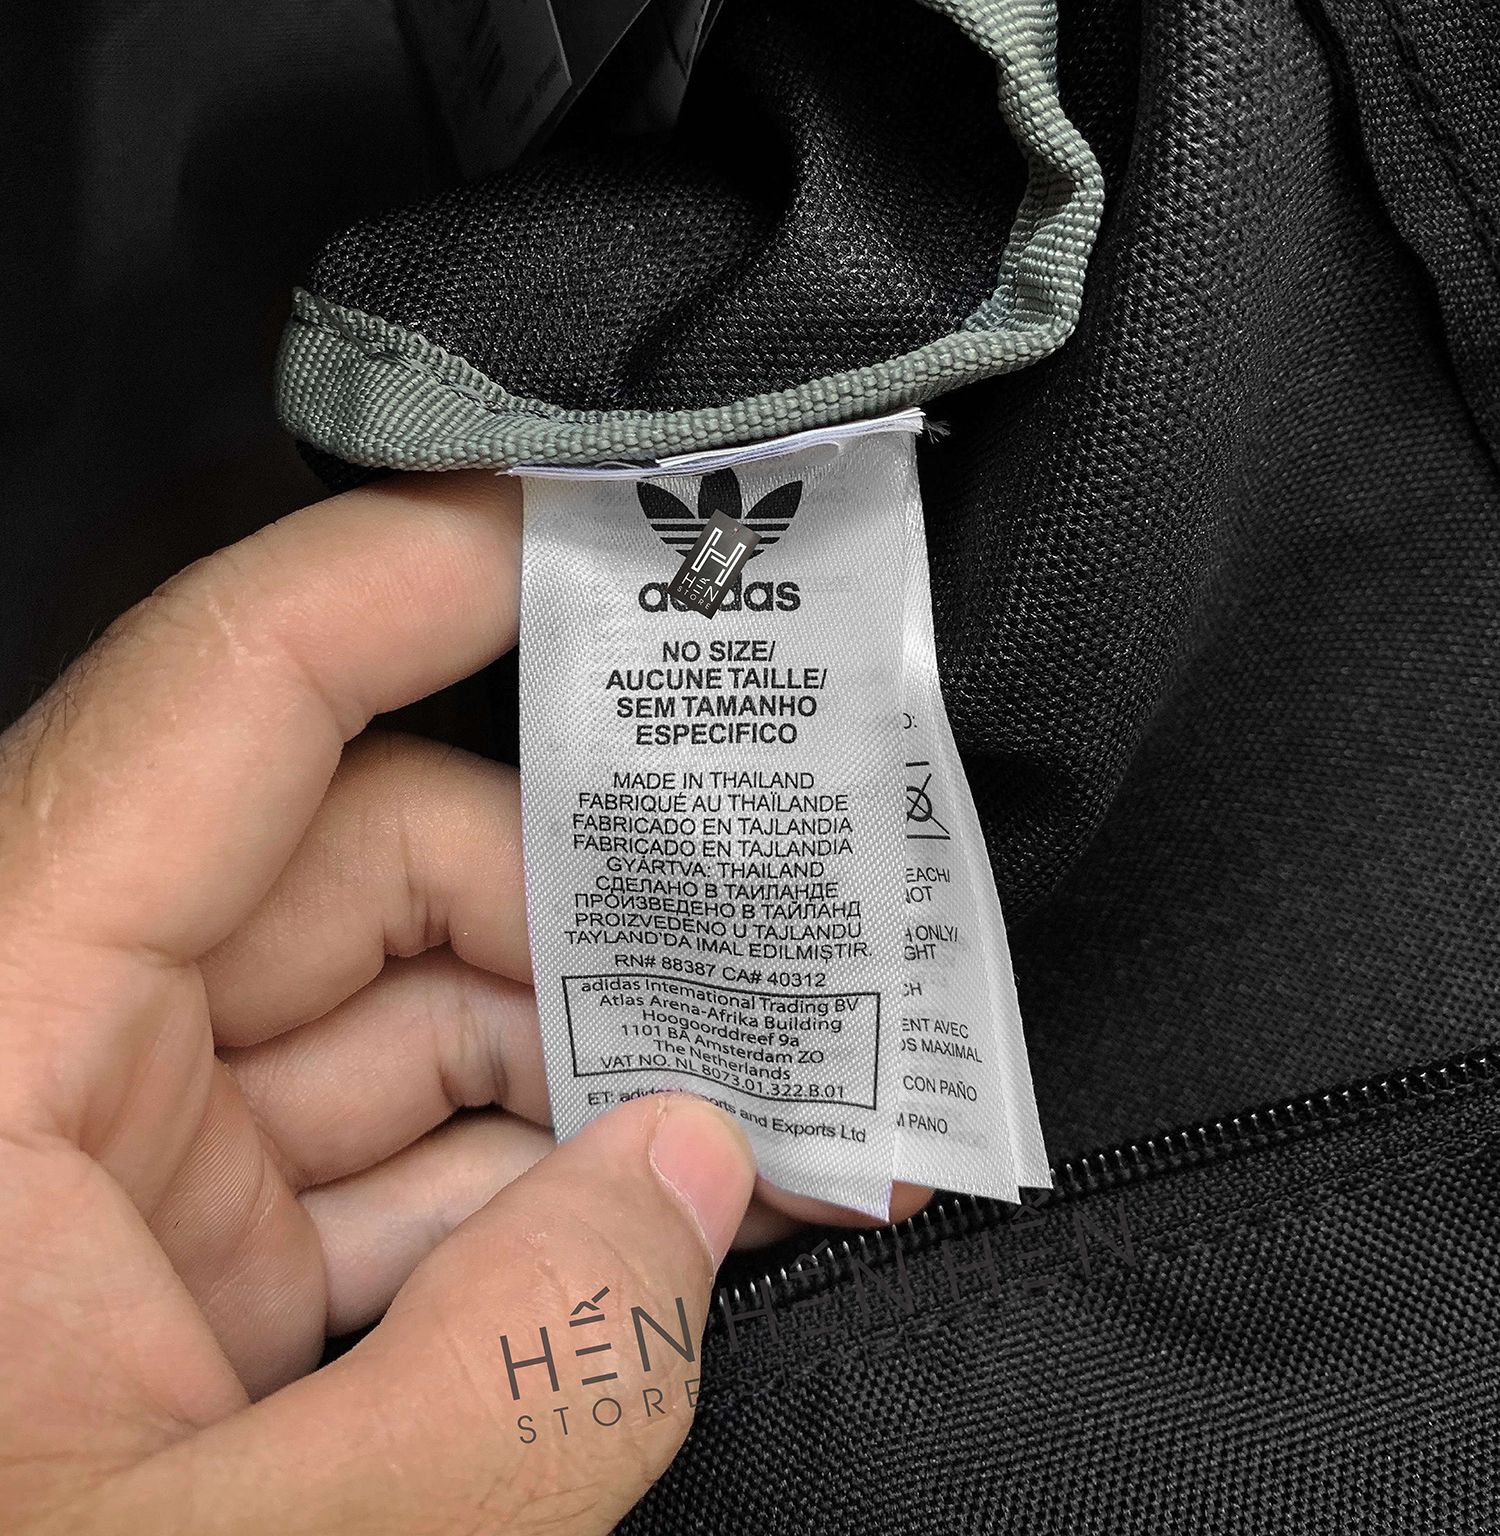 adidas
H
HẾN
STORE
NO SIZE/
AUCUNE TAILLE/
SEM TAMANHO
ESPECIFICO
MADE IN THAILAND
FABRIQUÉ AU THAÏLANDE
FABRICADO EN TAJLANDIA
FABRICADO EN TAJLANDIA
GYÁRTVA: THAILAND
СДЕЛАНО В ТАИЛАНДЕ
ПРОИЗВЕДЕНО В ТАЙЛАНД
PROIZVEDENO U TAJLANDU
TAYLAND'DA IMAL EDILMIŞTIR.
RN# 88387 CA# 40312
adidas International Trading BV
Atlas Arena-Afrika Building
Hoogoorddreef 9a
1101 BA Amsterdam ZO
The Netherlands
VAT NO. NL 8073.01.322.B.01
ET: and Exports Ltd
O:
EACH/
NOT
ONLY/
GHT
CH
ENT AVEC
OS MAXIMAL
CON PAÑO
M PANO
HẾN
STORE
HẾN
HẾN